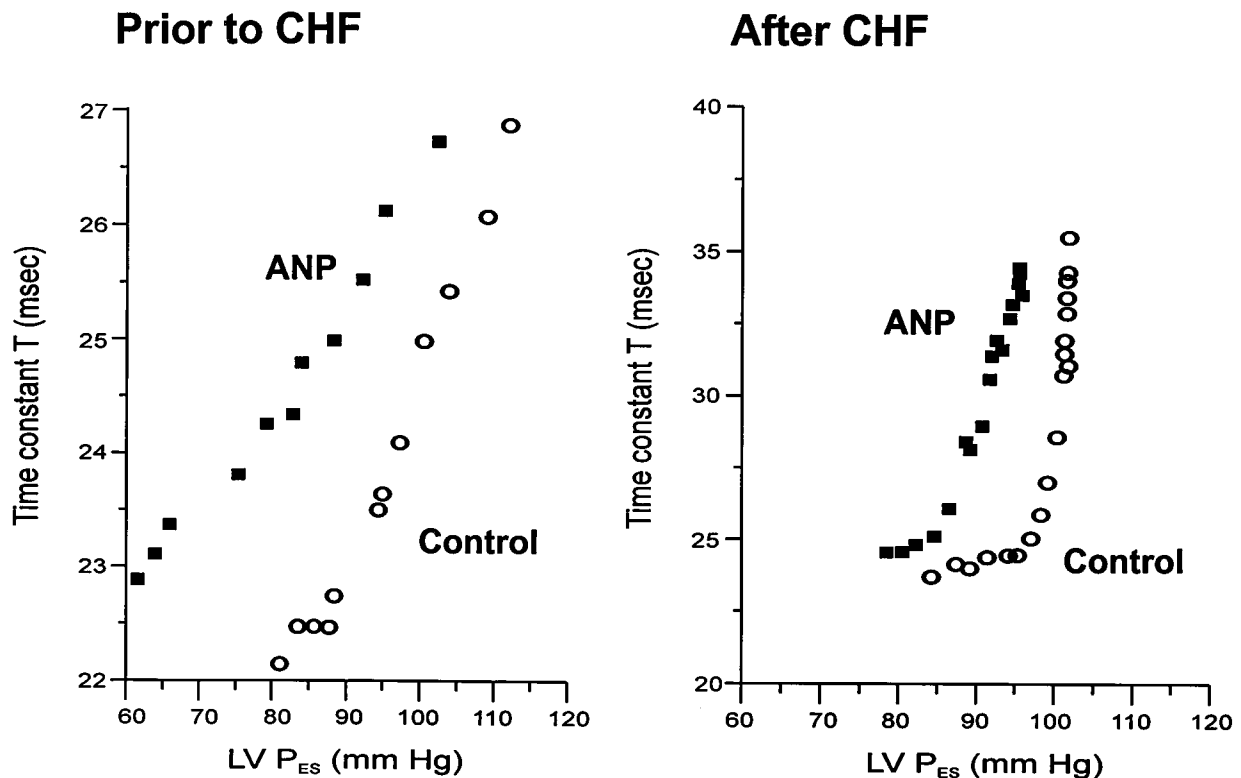 Prior to CHF
27
26
25
24
23
22
Time constant T (msec)
ANP
Control
60 70 80 90 100 110 120
LV PES (mm Hg)
After CHF
40
35
30
25
20
Time constant T (msec)
ANP
Control
60 70 80 90 100 110 120
LV PES (mm Hg)